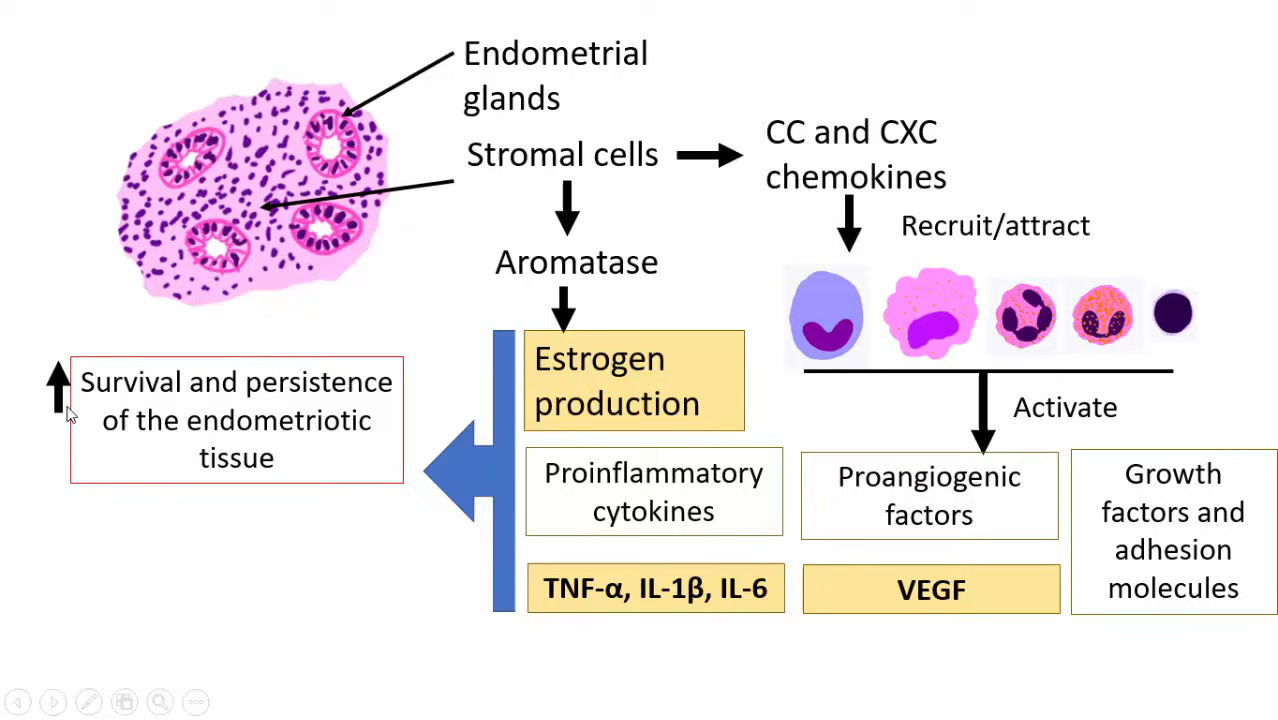 Endometrial
glands
Stromal cells
CC and CXC
chemokines
Recruit/attract
Aromatase
Estrogen
production
Survival and persistence
of the endometriotic
tissue
Activate
Proinflammatory
cytokines
Proangiogenic
factors
Growth
factors and
adhesion
molecules
TNF-α, IL-1β, IL-6
VEGF